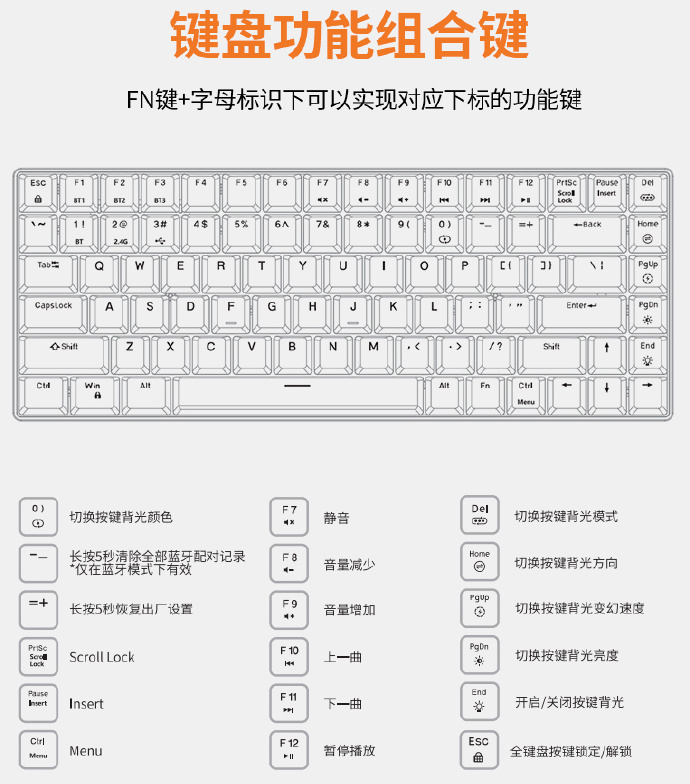 键盘功能组合键
FN键+字母标识下可以实现对应下标的功能键
Esc F1 F2 F3 F4 F5 F6 F7 F8 F9 F10 F11 F12 PrtSc Pause Del
BT1 BT2 BT3 Scroll Lock Insert
`~ 1! 2@ 3# 4$ 5% 6^ 7& 8* 9( 0) -_ =+ ←Back Home
BT 2.4G
Tab Q W E R T Y U I O P [{ ]} \| PgUp
CapsLock A S D F G H J K L ;: '" Enter PgDn
Shift Z X C V B N M ,< .> /? Shift ↑ End
Ctrl Win Alt Alt Fn Ctrl ← ↓ →
Menu
0) 切换按键背光颜色
-_ 长按5秒清除全部蓝牙配对记录
*仅在蓝牙模式下有效
=+ 长按5秒恢复出厂设置
PrtSc Scroll Lock Scroll Lock
Pause Insert Insert
Ctrl Menu Menu
F7 静音
F8 音量减少
F9 音量增加
F10 上一曲
F11 下一曲
F12 暂停播放
Del 切换按键背光模式
Home 切换按键背光方向
PgUp 切换按键背光变幻速度
PgDn 切换按键背光亮度
End 开启/关闭按键背光
ESC 全键盘按键锁定/解锁